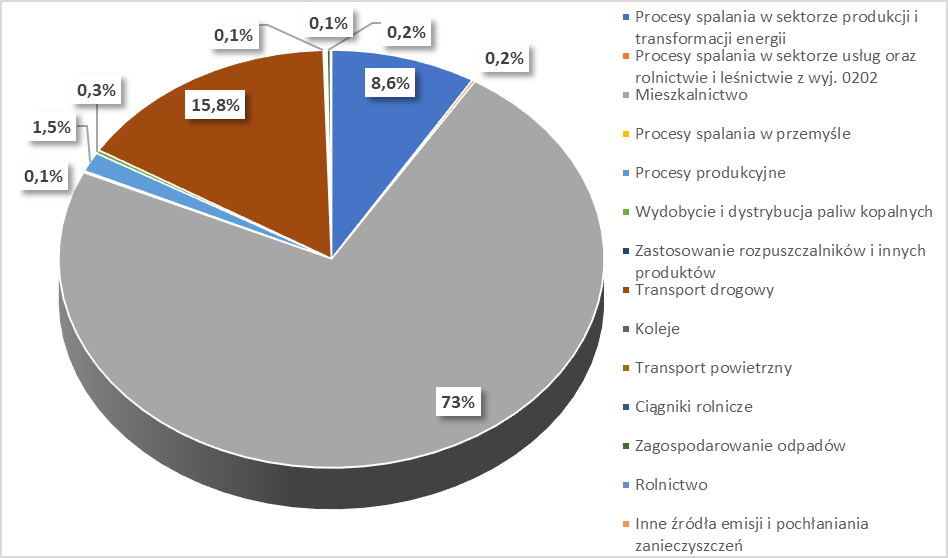 0,1%
0,1%
0,2%
0,2%
8,6%
0,3%
15,8%
1,5%
0,1%
73%
Procesy spalania w sektorze produkcji i
transformacji energii
Procesy spalania w sektorze usług oraz
rolnictwie i leśnictwie z wyj. 0202
Mieszkalnictwo
Procesy spalania w przemyśle
Procesy produkcyjne
Wydobycie i dystrybucja paliw kopalnych
Zastosowanie rozpuszczalników i innych
produktów
Transport drogowy
Koleje
Transport powietrzny
Ciągniki rolnicze
Zagospodarowanie odpadów
Rolnictwo
Inne źródła emisji i pochłaniania
zanieczyszczeń